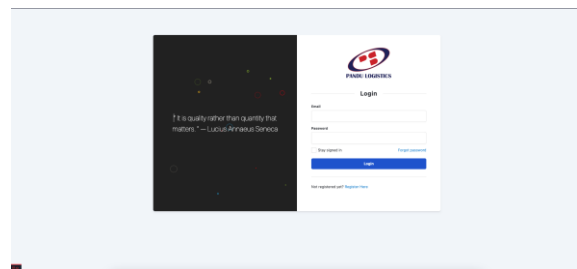 "It is quality rather than quantity that
matters." — Lucius Annaeus Seneca
PANDU LOGISTICS
Login
Email
Password
Stay signed in
Forgot password
Login
Not registered yet? Register Here